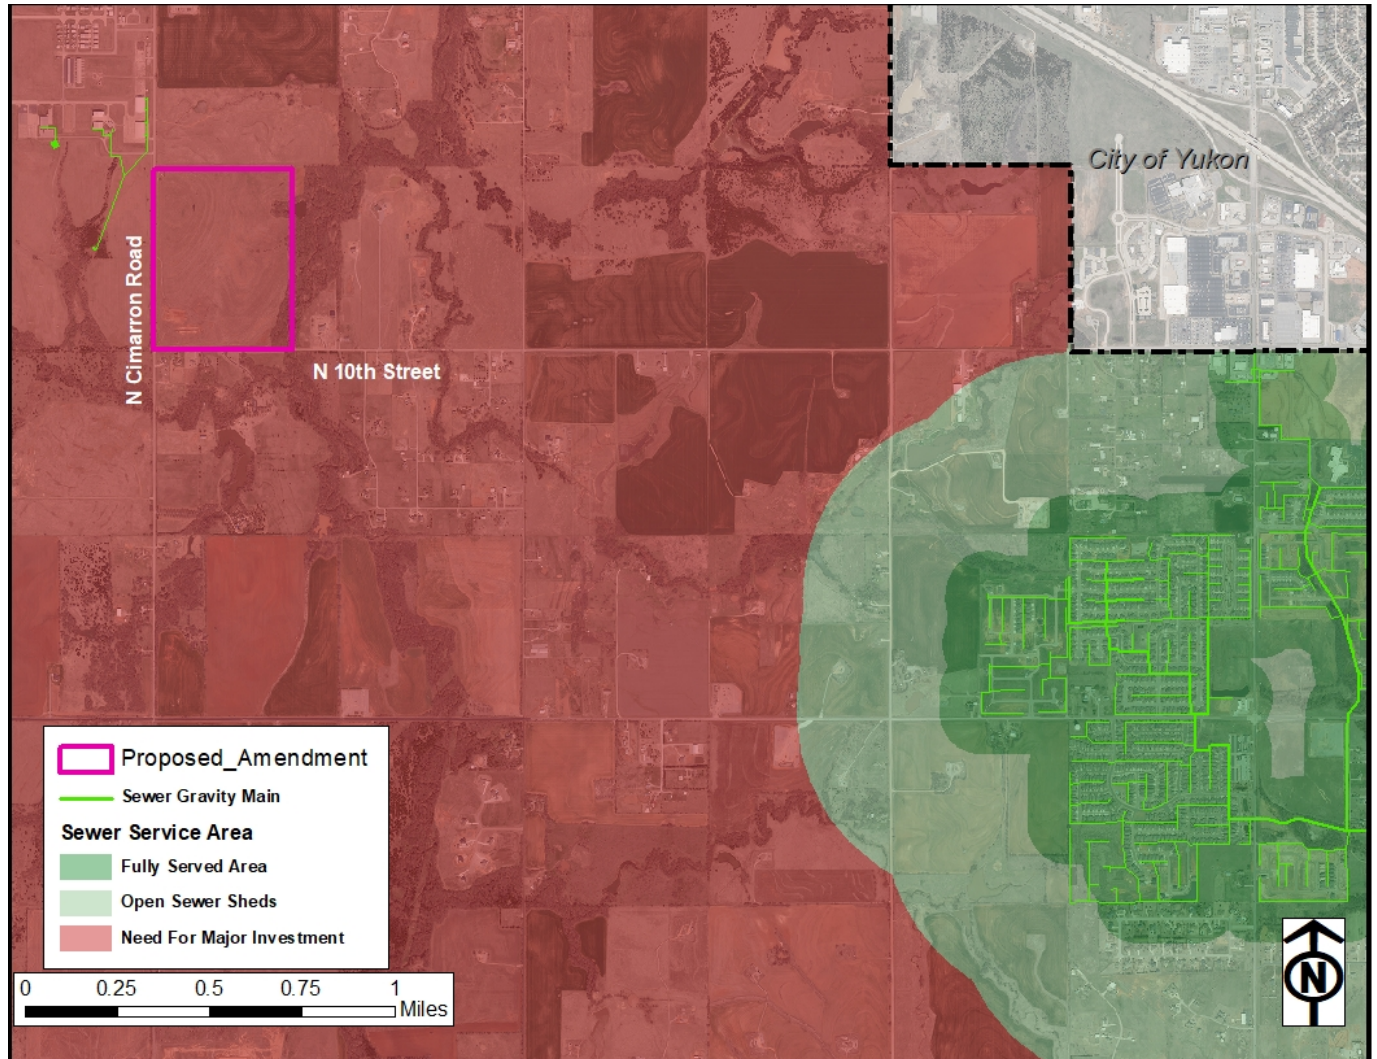 City of Yukon
N Cimarron Road
N 10th Street
Proposed_Amendment
Sewer Gravity Main
Sewer Service Area
Fully Served Area
Open Sewer Sheds
Need For Major Investment
0 0.25 0.5 0.75 1
Miles
N